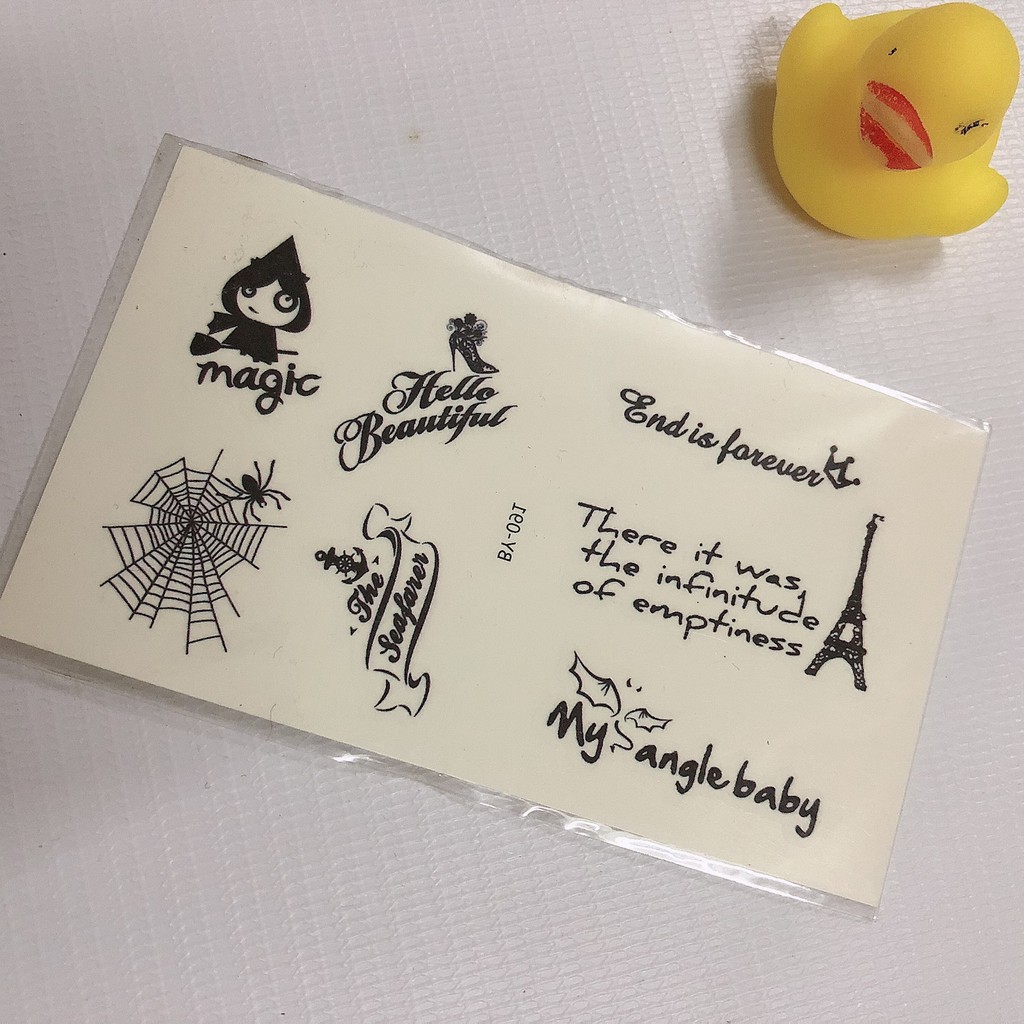 magic
Hello
Beautiful
End is forever
The
Seafarer
BY-091
There it was,
the infinitude
of emptiness
My angle baby